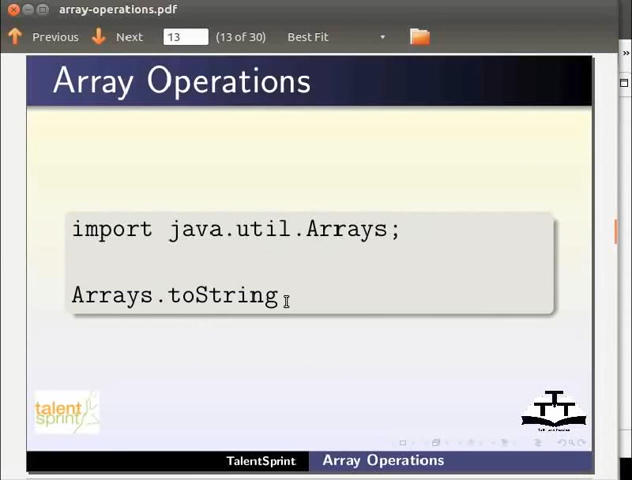 array-operations.pdf
Previous Next 13 (13 of 30) Best Fit
Array Operations
import java.util.Arrays;
Arrays.toString
talent
sprint
TalentSprint Array Operations